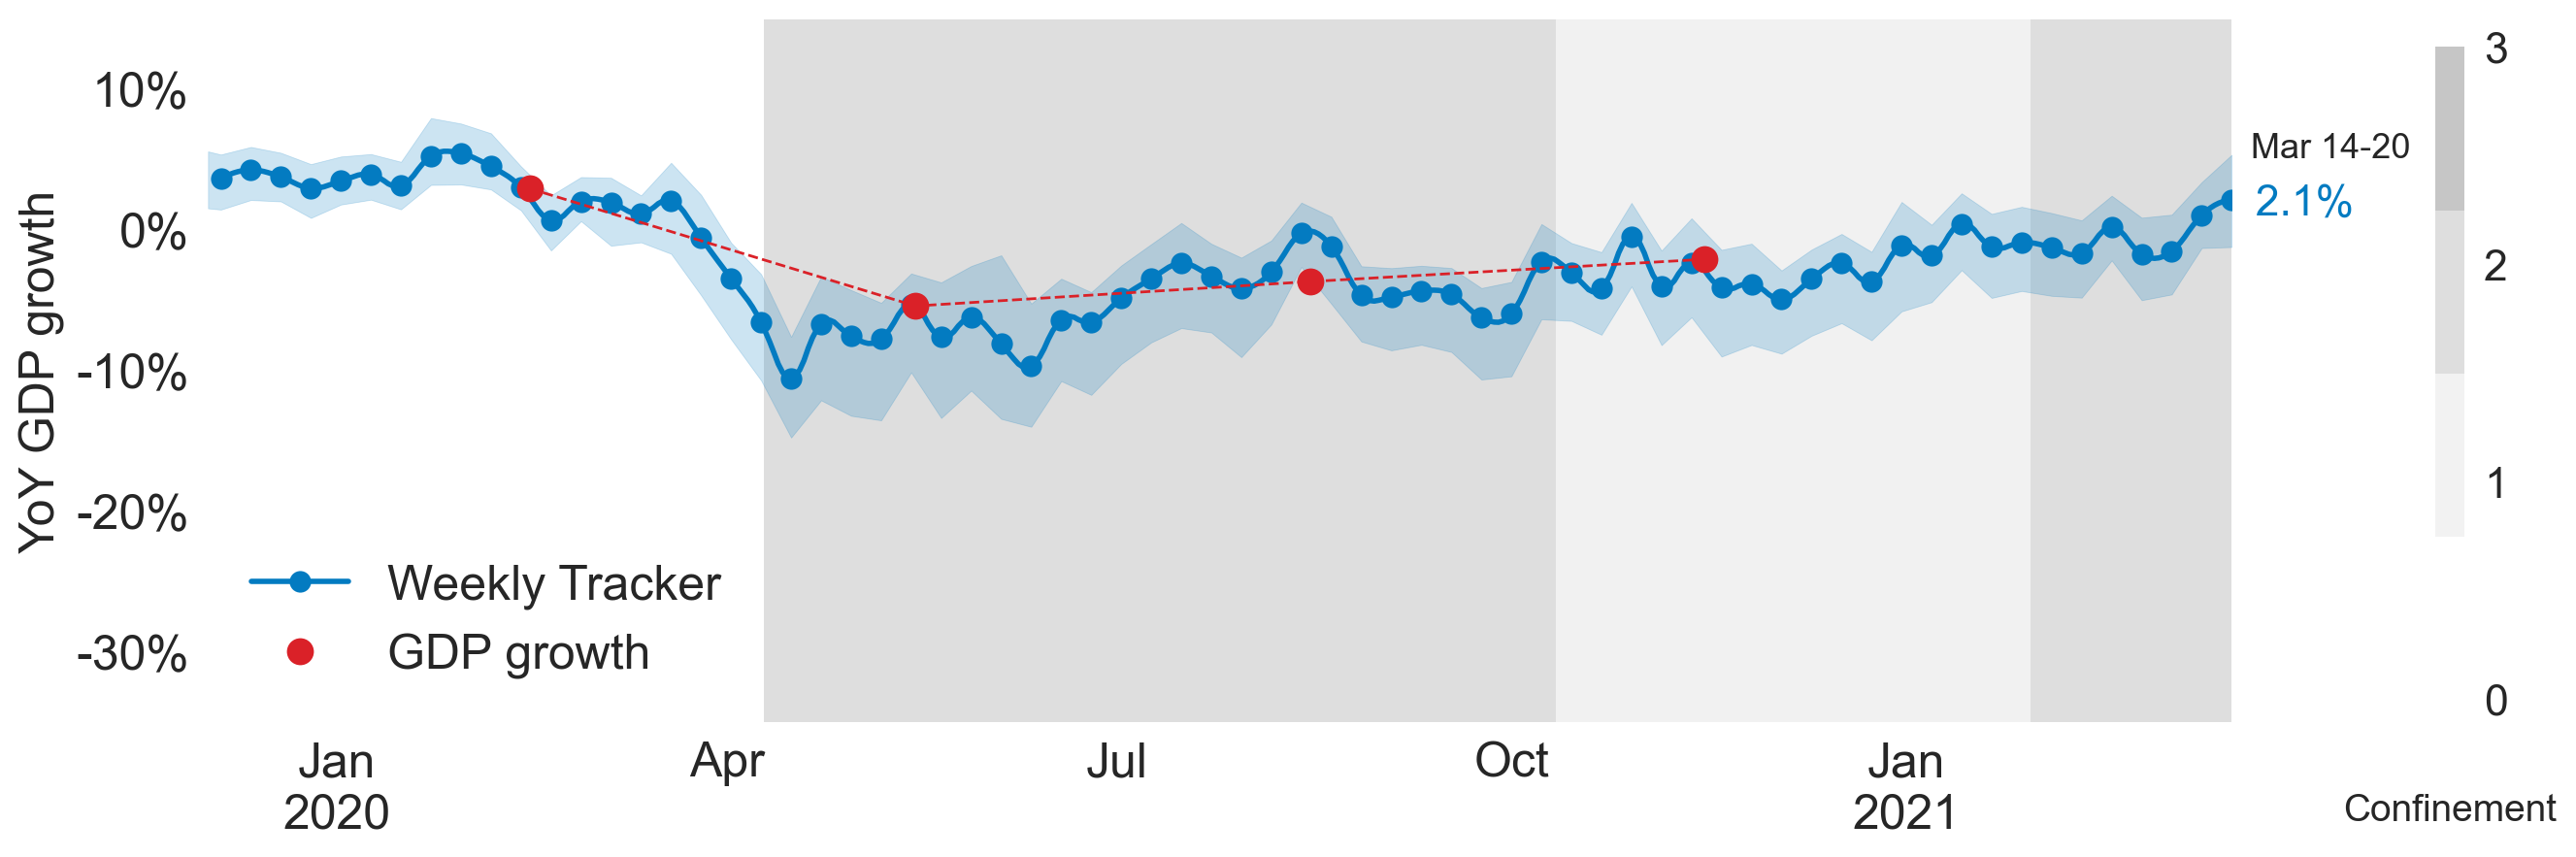 YoY GDP growth
10%
0%
-10%
-20%
-30%
Weekly Tracker
GDP growth
Jan
2020
Apr
Jul
Oct
Jan
2021
Mar 14-20
2.1%
3
2
1
0
Confinement